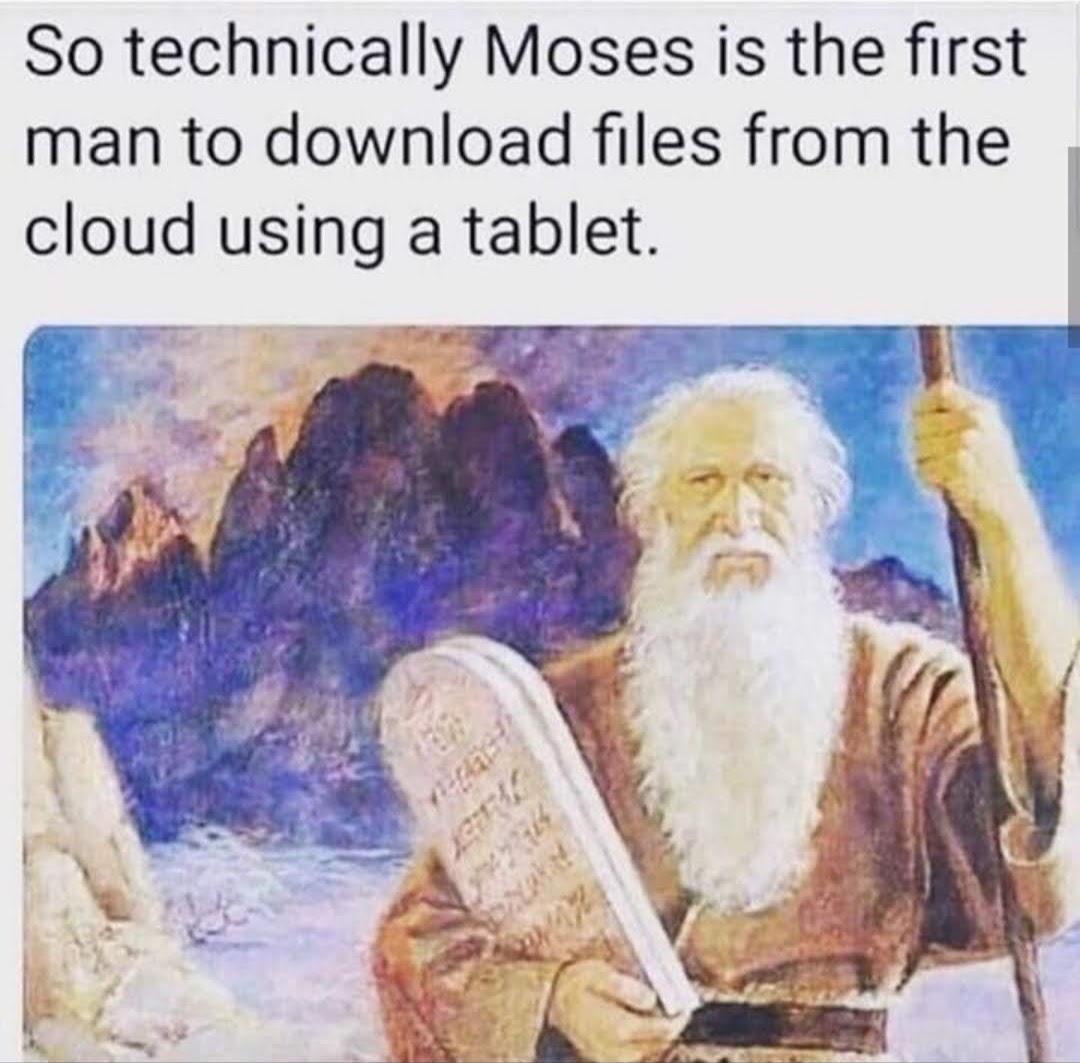 So technically Moses is the first
man to download files from the
cloud using a tablet.